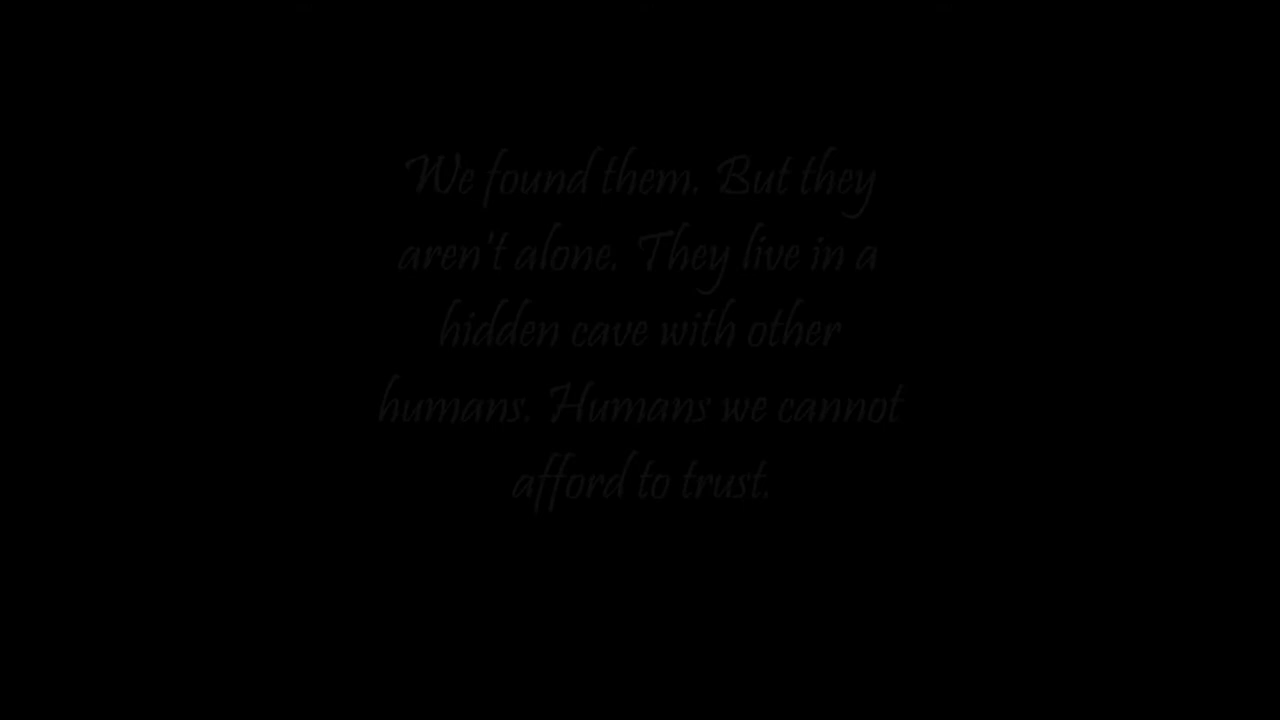 We found them. But they
aren't alone. They live in a
hidden cave with other
humans. Humans we cannot
afford to trust.